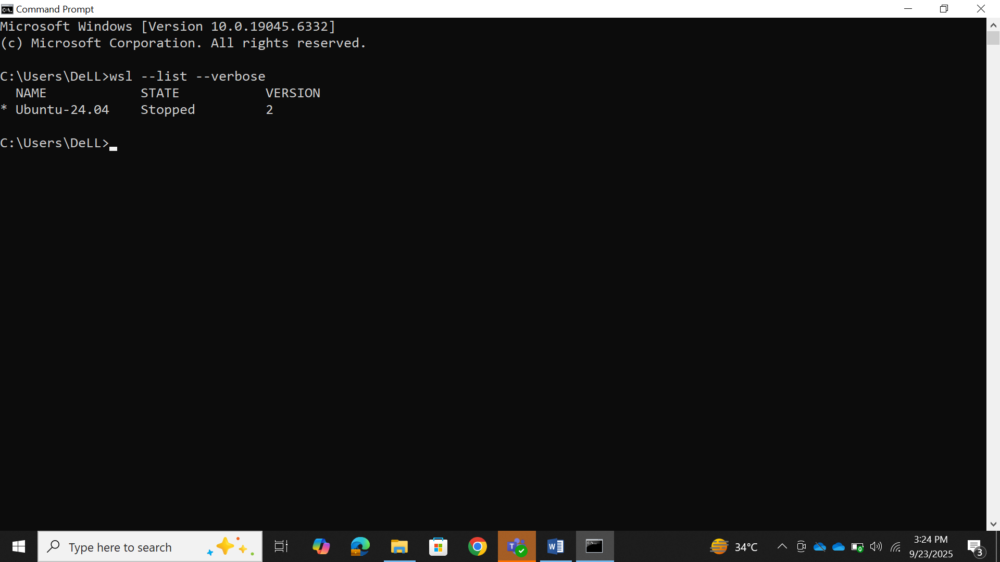 Command Prompt
Microsoft Windows [Version 10.0.19045.6332]
(c) Microsoft Corporation. All rights reserved.
C:\Users\DeLL>wsl --list --verbose
  NAME            STATE           VERSION
* Ubuntu-24.04    Stopped         2
C:\Users\DeLL>
Type here to search
34°C
3:24 PM
9/23/2025
3